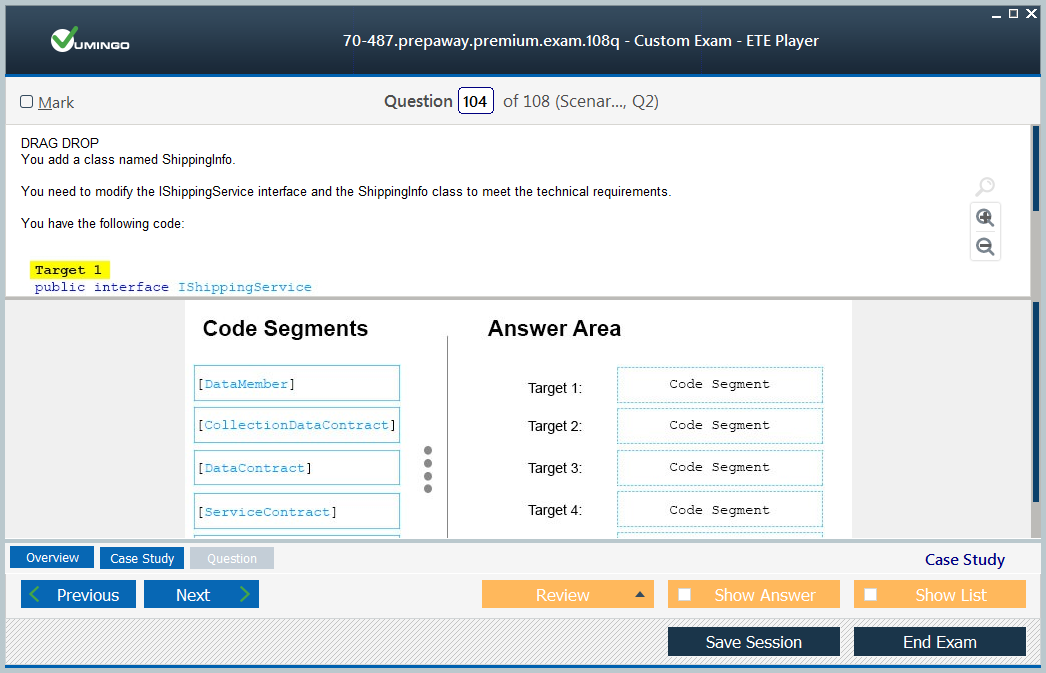 VUMINGO
70-487.prepaway.premium.exam.108q - Custom Exam - ETE Player
Mark
Question 104 of 108 (Scenar..., Q2)
DRAG DROP
You add a class named ShippingInfo.
You need to modify the IShippingService interface and the ShippingInfo class to meet the technical requirements.
You have the following code:
Target 1
public interface IShippingService
Code Segments
Answer Area
[DataMember]
Target 1:
Code Segment
[CollectionDataContract]
Target 2:
Code Segment
[DataContract]
Target 3:
Code Segment
[ServiceContract]
Target 4:
Code Segment
Overview
Case Study
Question
Case Study
Previous
Next
Review
Show Answer
Show List
Save Session
End Exam